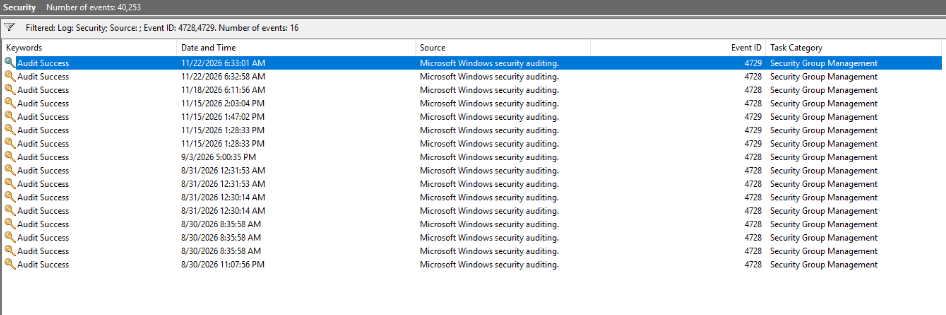 Security Number of events: 40,253
Filtered: Log: Security; Source: ; Event ID: 4728,4729. Number of events: 16
Keywords Date and Time Source Event ID Task Category
Audit Success 11/22/2026 6:33:01 AM Microsoft Windows security auditing. 4729 Security Group Management
Audit Success 11/22/2026 6:32:58 AM Microsoft Windows security auditing. 4728 Security Group Management
Audit Success 11/18/2026 6:11:56 AM Microsoft Windows security auditing. 4728 Security Group Management
Audit Success 11/15/2026 2:03:04 PM Microsoft Windows security auditing. 4728 Security Group Management
Audit Success 11/15/2026 1:47:02 PM Microsoft Windows security auditing. 4729 Security Group Management
Audit Success 11/15/2026 1:28:33 PM Microsoft Windows security auditing. 4729 Security Group Management
Audit Success 11/15/2026 1:28:33 PM Microsoft Windows security auditing. 4729 Security Group Management
Audit Success 9/3/2026 5:00:35 PM Microsoft Windows security auditing. 4728 Security Group Management
Audit Success 8/31/2026 12:31:53 AM Microsoft Windows security auditing. 4728 Security Group Management
Audit Success 8/31/2026 12:31:53 AM Microsoft Windows security auditing. 4728 Security Group Management
Audit Success 8/31/2026 12:30:14 AM Microsoft Windows security auditing. 4728 Security Group Management
Audit Success 8/31/2026 12:30:14 AM Microsoft Windows security auditing. 4728 Security Group Management
Audit Success 8/30/2026 8:35:58 AM Microsoft Windows security auditing. 4728 Security Group Management
Audit Success 8/30/2026 8:35:58 AM Microsoft Windows security auditing. 4728 Security Group Management
Audit Success 8/30/2026 8:35:58 AM Microsoft Windows security auditing. 4728 Security Group Management
Audit Success 8/30/2026 11:07:56 PM Microsoft Windows security auditing. 4728 Security Group Management